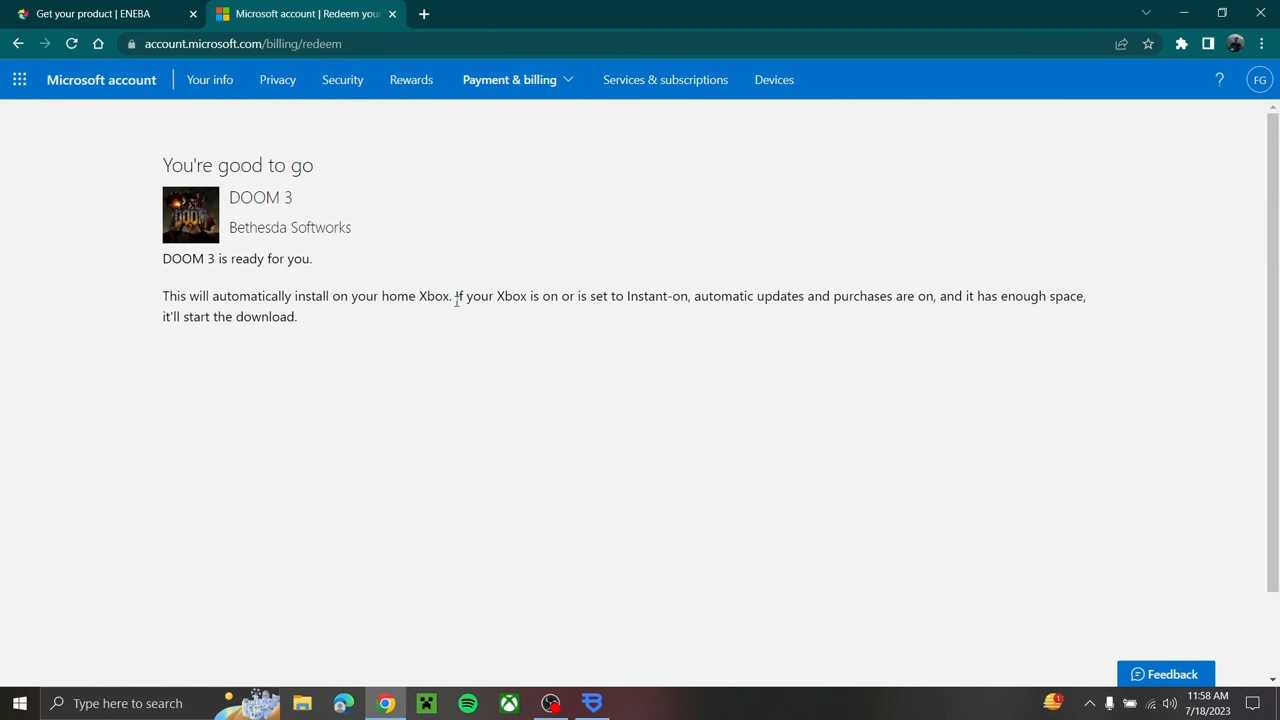 Get your product | ENEBA
Microsoft account | Redeem your
account.microsoft.com/billing/redeem
Microsoft account
Your info
Privacy
Security
Rewards
Payment & billing
Services & subscriptions
Devices
?
FG
You're good to go
DOOM
DOOM 3
Bethesda Softworks
DOOM 3 is ready for you.
This will automatically install on your home Xbox. If your Xbox is on or is set to Instant-on, automatic updates and purchases are on, and it has enough space,
it'll start the download.
Feedback
Type here to search
1
11:58 AM
7/18/2023